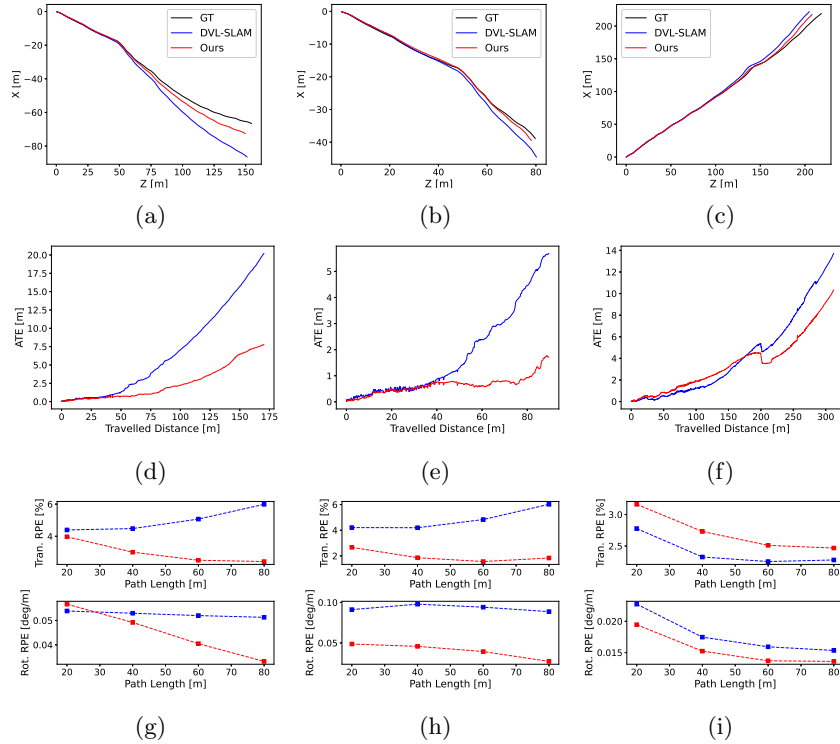 0
−20
−40
−60
−80
X [m]
0 25 50 75 100 125 150
Z [m]
GT
DVL-SLAM
Ours
(a)
0
−10
−20
−30
−40
X [m]
0 20 40 60 80
Z [m]
GT
DVL-SLAM
Ours
(b)
200
150
100
50
0
X [m]
0 50 100 150 200
Z [m]
GT
DVL-SLAM
Ours
(c)
20.0
17.5
15.0
12.5
10.0
7.5
5.0
2.5
0.0
ATE [m]
0 25 50 75 100 125 150 175
Travelled Distance [m]
(d)
5
4
3
2
1
0
ATE [m]
0 20 40 60 80
Travelled Distance [m]
(e)
14
12
10
8
6
4
2
0
ATE [m]
0 50 100 150 200 250 300
Travelled Distance [m]
(f)
6
4
Tran. RPE [%]
20 30 40 50 60 70 80
Path Length [m]
0.05
0.04
Rot. RPE [deg/m]
20 30 40 50 60 70 80
Path Length [m]
(g)
6
4
2
Tran. RPE [%]
20 30 40 50 60 70 80
Path Length [m]
0.10
0.05
Rot. RPE [deg/m]
20 30 40 50 60 70 80
Path Length [m]
(h)
3.0
2.5
Tran. RPE [%]
20 30 40 50 60 70 80
Path Length [m]
0.020
0.015
Rot. RPE [deg/m]
20 30 40 50 60 70 80
Path Length [m]
(i)